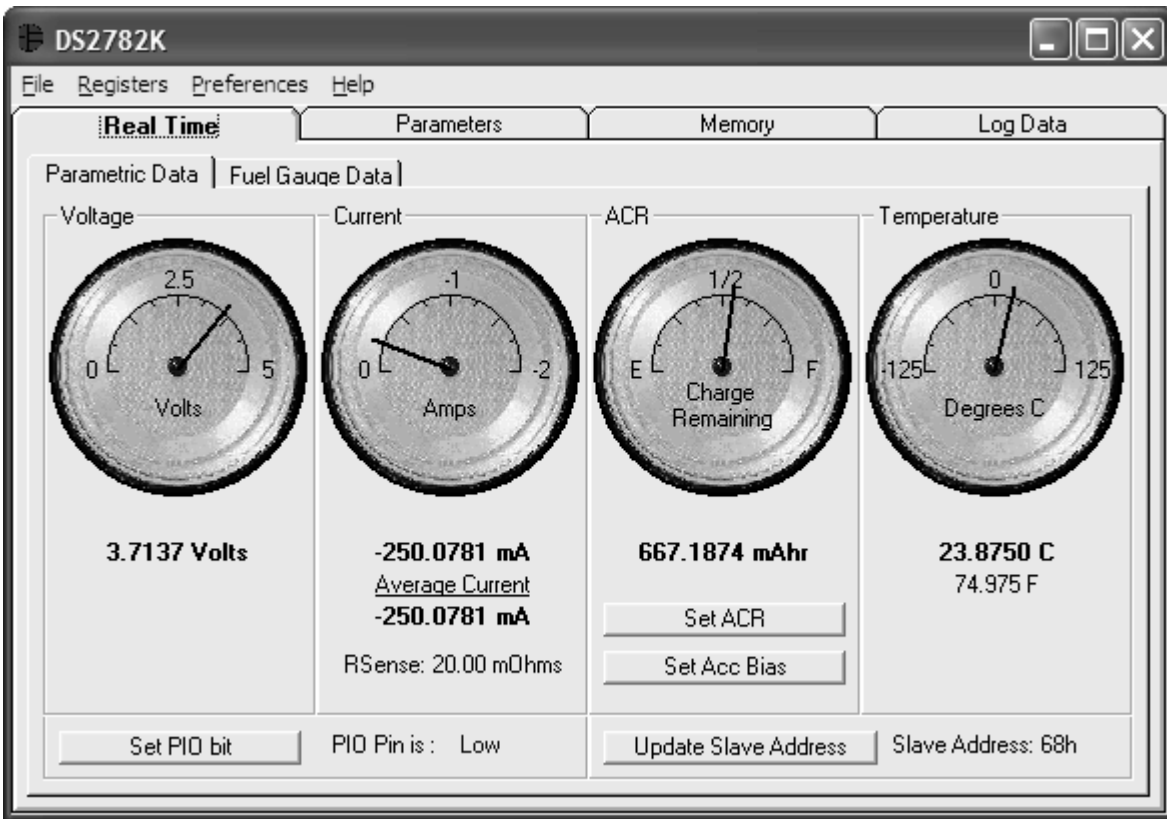 DS2782K
File Registers Preferences Help
Real Time Parameters Memory Log Data
Parametric Data Fuel Gauge Data
Voltage Current ACR Temperature
2.5 -1 1/2 0
0 5 0 -2 E F -125 125
Volts Amps Charge Remaining Degrees C
3.7137 Volts -250.0781 mA 667.1874 mAhr 23.8750 C
Average Current 74.975 F
-250.0781 mA Set ACR
RSense: 20.00 mOhms Set Acc Bias
Set PIO bit PIO Pin is : Low Update Slave Address Slave Address: 68h